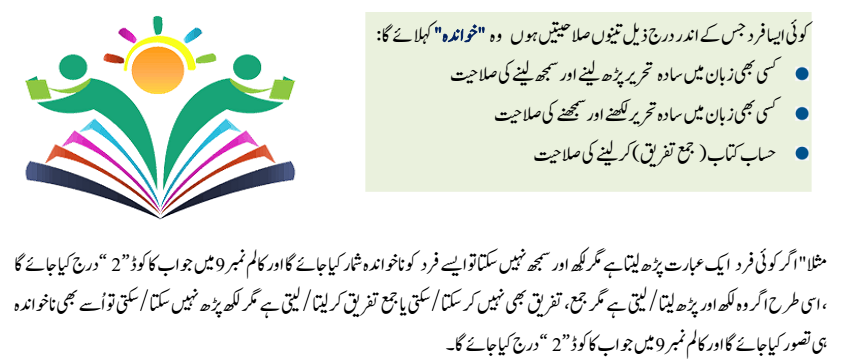 کوئی ایسا فرد جس کے اندر درج ذیل تینوں صلاحیتیں ہوں وہ "خواندہ" کہلائے گا:
کسی بھی زبان میں سادہ تحریر پڑھ لینے اور سمجھ لینے کی صلاحیت
کسی بھی زبان میں سادہ تحریر لکھنے اور سمجھنے کی صلاحیت
حساب کتاب (جمع تفریق) کر لینے کی صلاحیت
مثلا" اگر کوئی فرد ایک عبارت پڑھ لیتا ہے مگر لکھ اور سمجھ نہیں سکتا تو ایسے فرد کو ناخواندہ شمار کیا جائے گا اور کالم نمبر 9 میں جواب کا کوڈ ”2 “ درج کیا جائے گا
، اسی طرح اگر وہ لکھ اور پڑھ لیتا / لیتی ہے مگر جمع، تفریق بھی نہیں کر سکتا / سکتی یا جمع تفریق کر لیتا / لیتی ہے مگر لکھ پڑھ نہیں سکتا / سکتی تو اُسے بھی ناخواندہ
ہی تصور کیا جائے گا اور کالم نمبر 9 میں جواب کا کوڈ ”2 “ درج کیا جائے گا۔